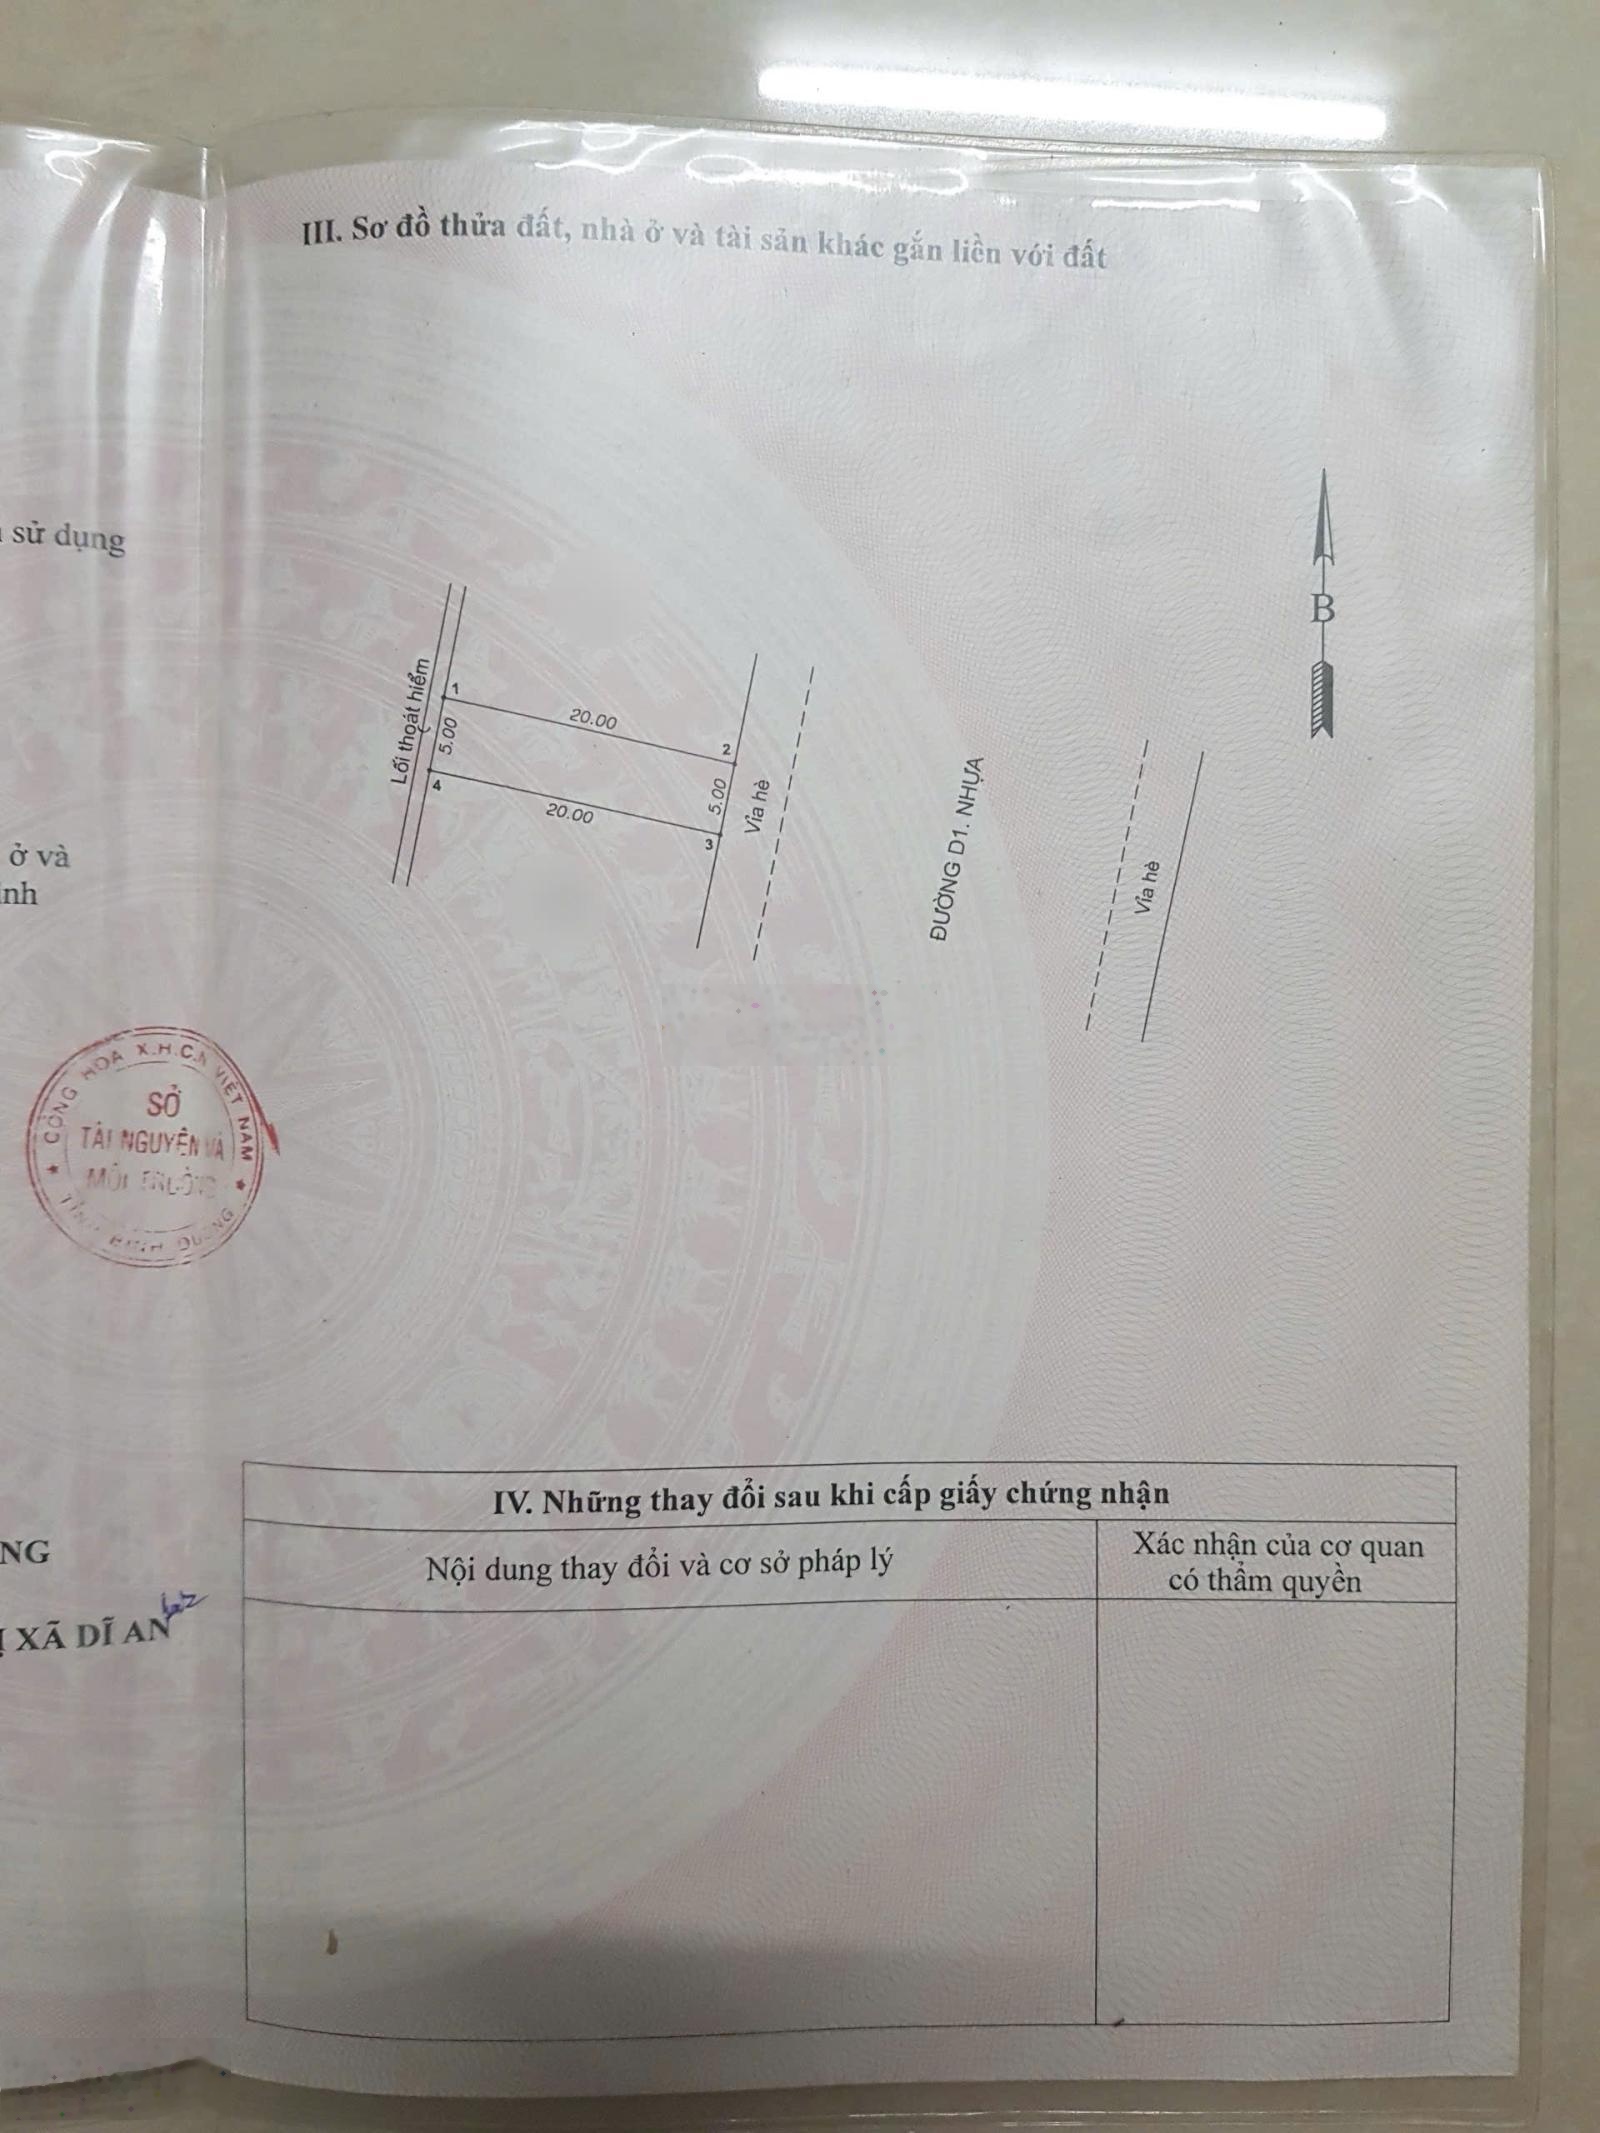 III. Sơ đồ thửa đất, nhà ở và tài sản khác gắn liền với đất
sử dụng
ở và
B
Lối thoát hiểm
1
5.00
4
20.00
20.00
2
5.00
3
Vỉa hè
ĐƯỜNG D1. NHỰA
Vỉa hè
CỘNG HÒA X.H.C.N VIỆT NAM
SỞ
TÀI NGUYÊN VÀ
MÔI TRƯỜNG
TỈNH BÌNH DƯƠNG
NG
XÃ DĨ AN
IV. Những thay đổi sau khi cấp giấy chứng nhận
Nội dung thay đổi và cơ sở pháp lý
Xác nhận của cơ quan
có thẩm quyền